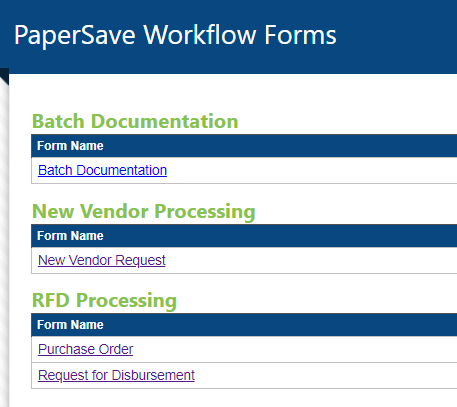 PaperSave Workflow Forms
Batch Documentation
Form Name
Batch Documentation
New Vendor Processing
Form Name
New Vendor Request
RFD Processing
Form Name
Purchase Order
Request for Disbursement